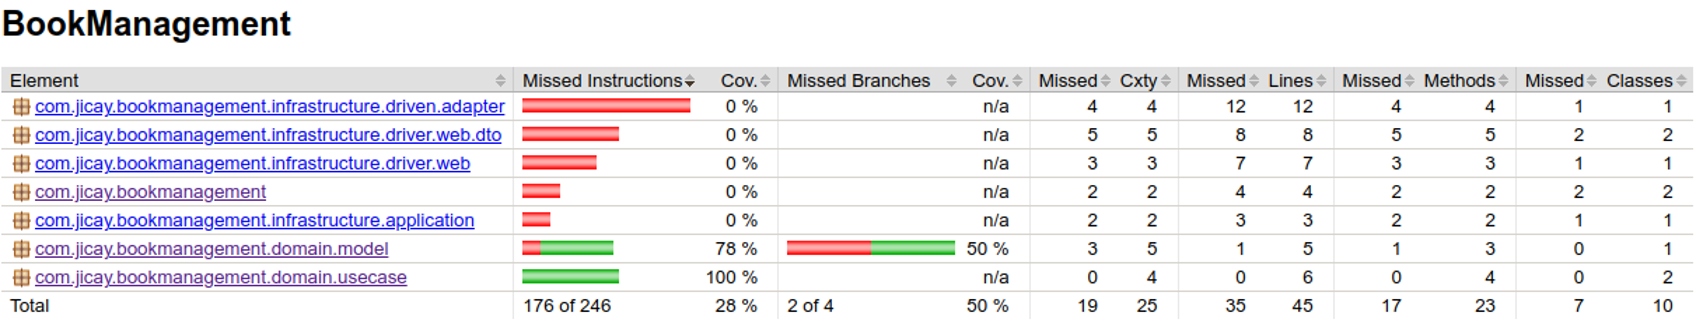 BookManagement
Element Missed Instructions Cov. Missed Branches Cov. Missed Cxty Missed Lines Missed Methods Missed Classes
com.jicay.bookmanagement.infrastructure.driven.adapter 0 % n/a 4 4 12 12 4 4 1 1
com.jicay.bookmanagement.infrastructure.driver.web.dto 0 % n/a 5 5 8 8 5 5 2 2
com.jicay.bookmanagement.infrastructure.driver.web 0 % n/a 3 3 7 7 3 3 1 1
com.jicay.bookmanagement 0 % n/a 2 2 4 4 2 2 2 2
com.jicay.bookmanagement.infrastructure.application 0 % n/a 2 2 3 3 2 2 1 1
com.jicay.bookmanagement.domain.model 78 % 50 % 3 5 1 5 1 3 0 1
com.jicay.bookmanagement.domain.usecase 100 % n/a 0 4 0 6 0 4 0 2
Total 176 of 246 28 % 2 of 4 50 % 19 25 35 45 17 23 7 10